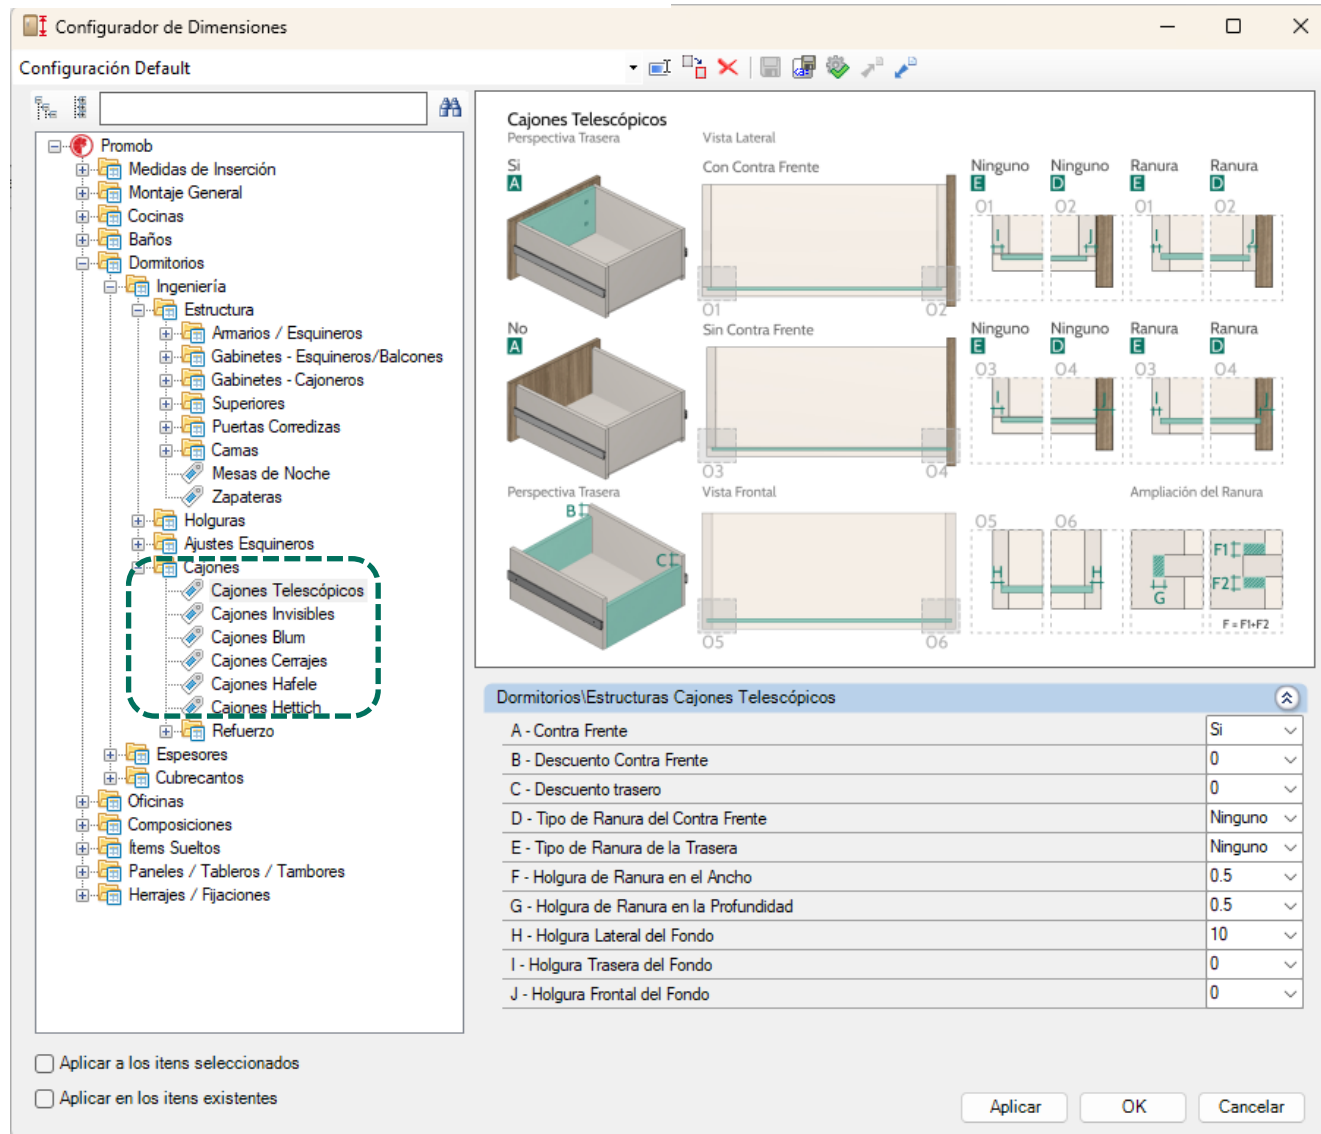 Configurador de Dimensiones
Configuración Default
Promob
Medidas de Inserción
Montaje General
Cocinas
Baños
Dormitorios
Ingeniería
Estructura
Armarios / Esquineros
Gabinetes - Esquineros/Balcones
Gabinetes - Cajoneros
Superiores
Puertas Corredizas
Camas
Mesas de Noche
Zapateras
Holguras
Ajustes Esquineros
Cajones
Cajones Telescópicos
Cajones Invisibles
Cajones Blum
Cajones Cerrajes
Cajones Hafele
Cajones Hettich
Refuerzo
Espesores
Cubrecantos
Oficinas
Composiciones
Ítems Sueltos
Paneles / Tableros / Tambores
Herrajes / Fijaciones
Cajones Telescópicos
Perspectiva Trasera Vista Lateral
Si Con Contra Frente Ninguno Ninguno Ranura Ranura
A E D E D
01 02 01 02
I J I J
01 02
No Sin Contra Frente Ninguno Ninguno Ranura Ranura
A E D E D
03 04 03 04
I J I J
03 04
Perspectiva Trasera Vista Frontal Ampliación del Ranura
B C
05 06
H H G F1 F2
F = F1+F2
05 06
Dormitorios\Estructuras Cajones Telescópicos
A - Contra Frente Si
B - Descuento Contra Frente 0
C - Descuento trasero 0
D - Tipo de Ranura del Contra Frente Ninguno
E - Tipo de Ranura de la Trasera Ninguno
F - Holgura de Ranura en el Ancho 0.5
G - Holgura de Ranura en la Profundidad 0.5
H - Holgura Lateral del Fondo 10
I - Holgura Trasera del Fondo 0
J - Holgura Frontal del Fondo 0
Aplicar a los itens seleccionados
Aplicar en los itens existentes
Aplicar OK Cancelar